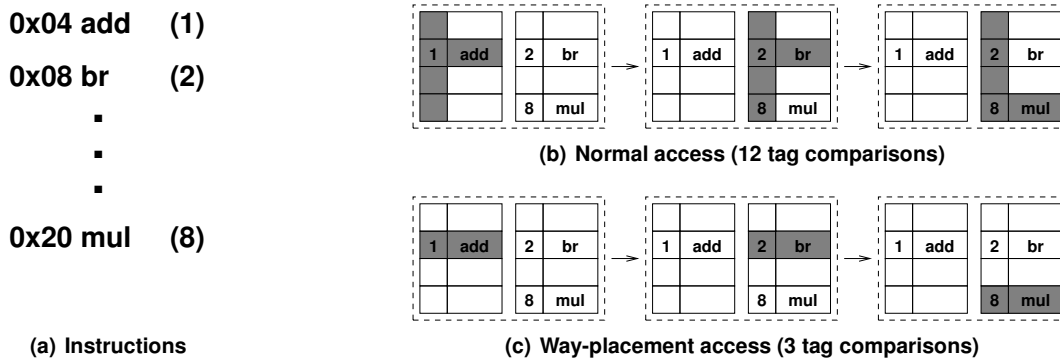 0x04 add (1)
0x08 br (2)
0x20 mul (8)
(a) Instructions
1 add 2 br 1 add 2 br 1 add 2 br
8 mul 8 mul 8 mul
(b) Normal access (12 tag comparisons)
1 add 2 br 1 add 2 br 1 add 2 br
8 mul 8 mul 8 mul
(c) Way-placement access (3 tag comparisons)